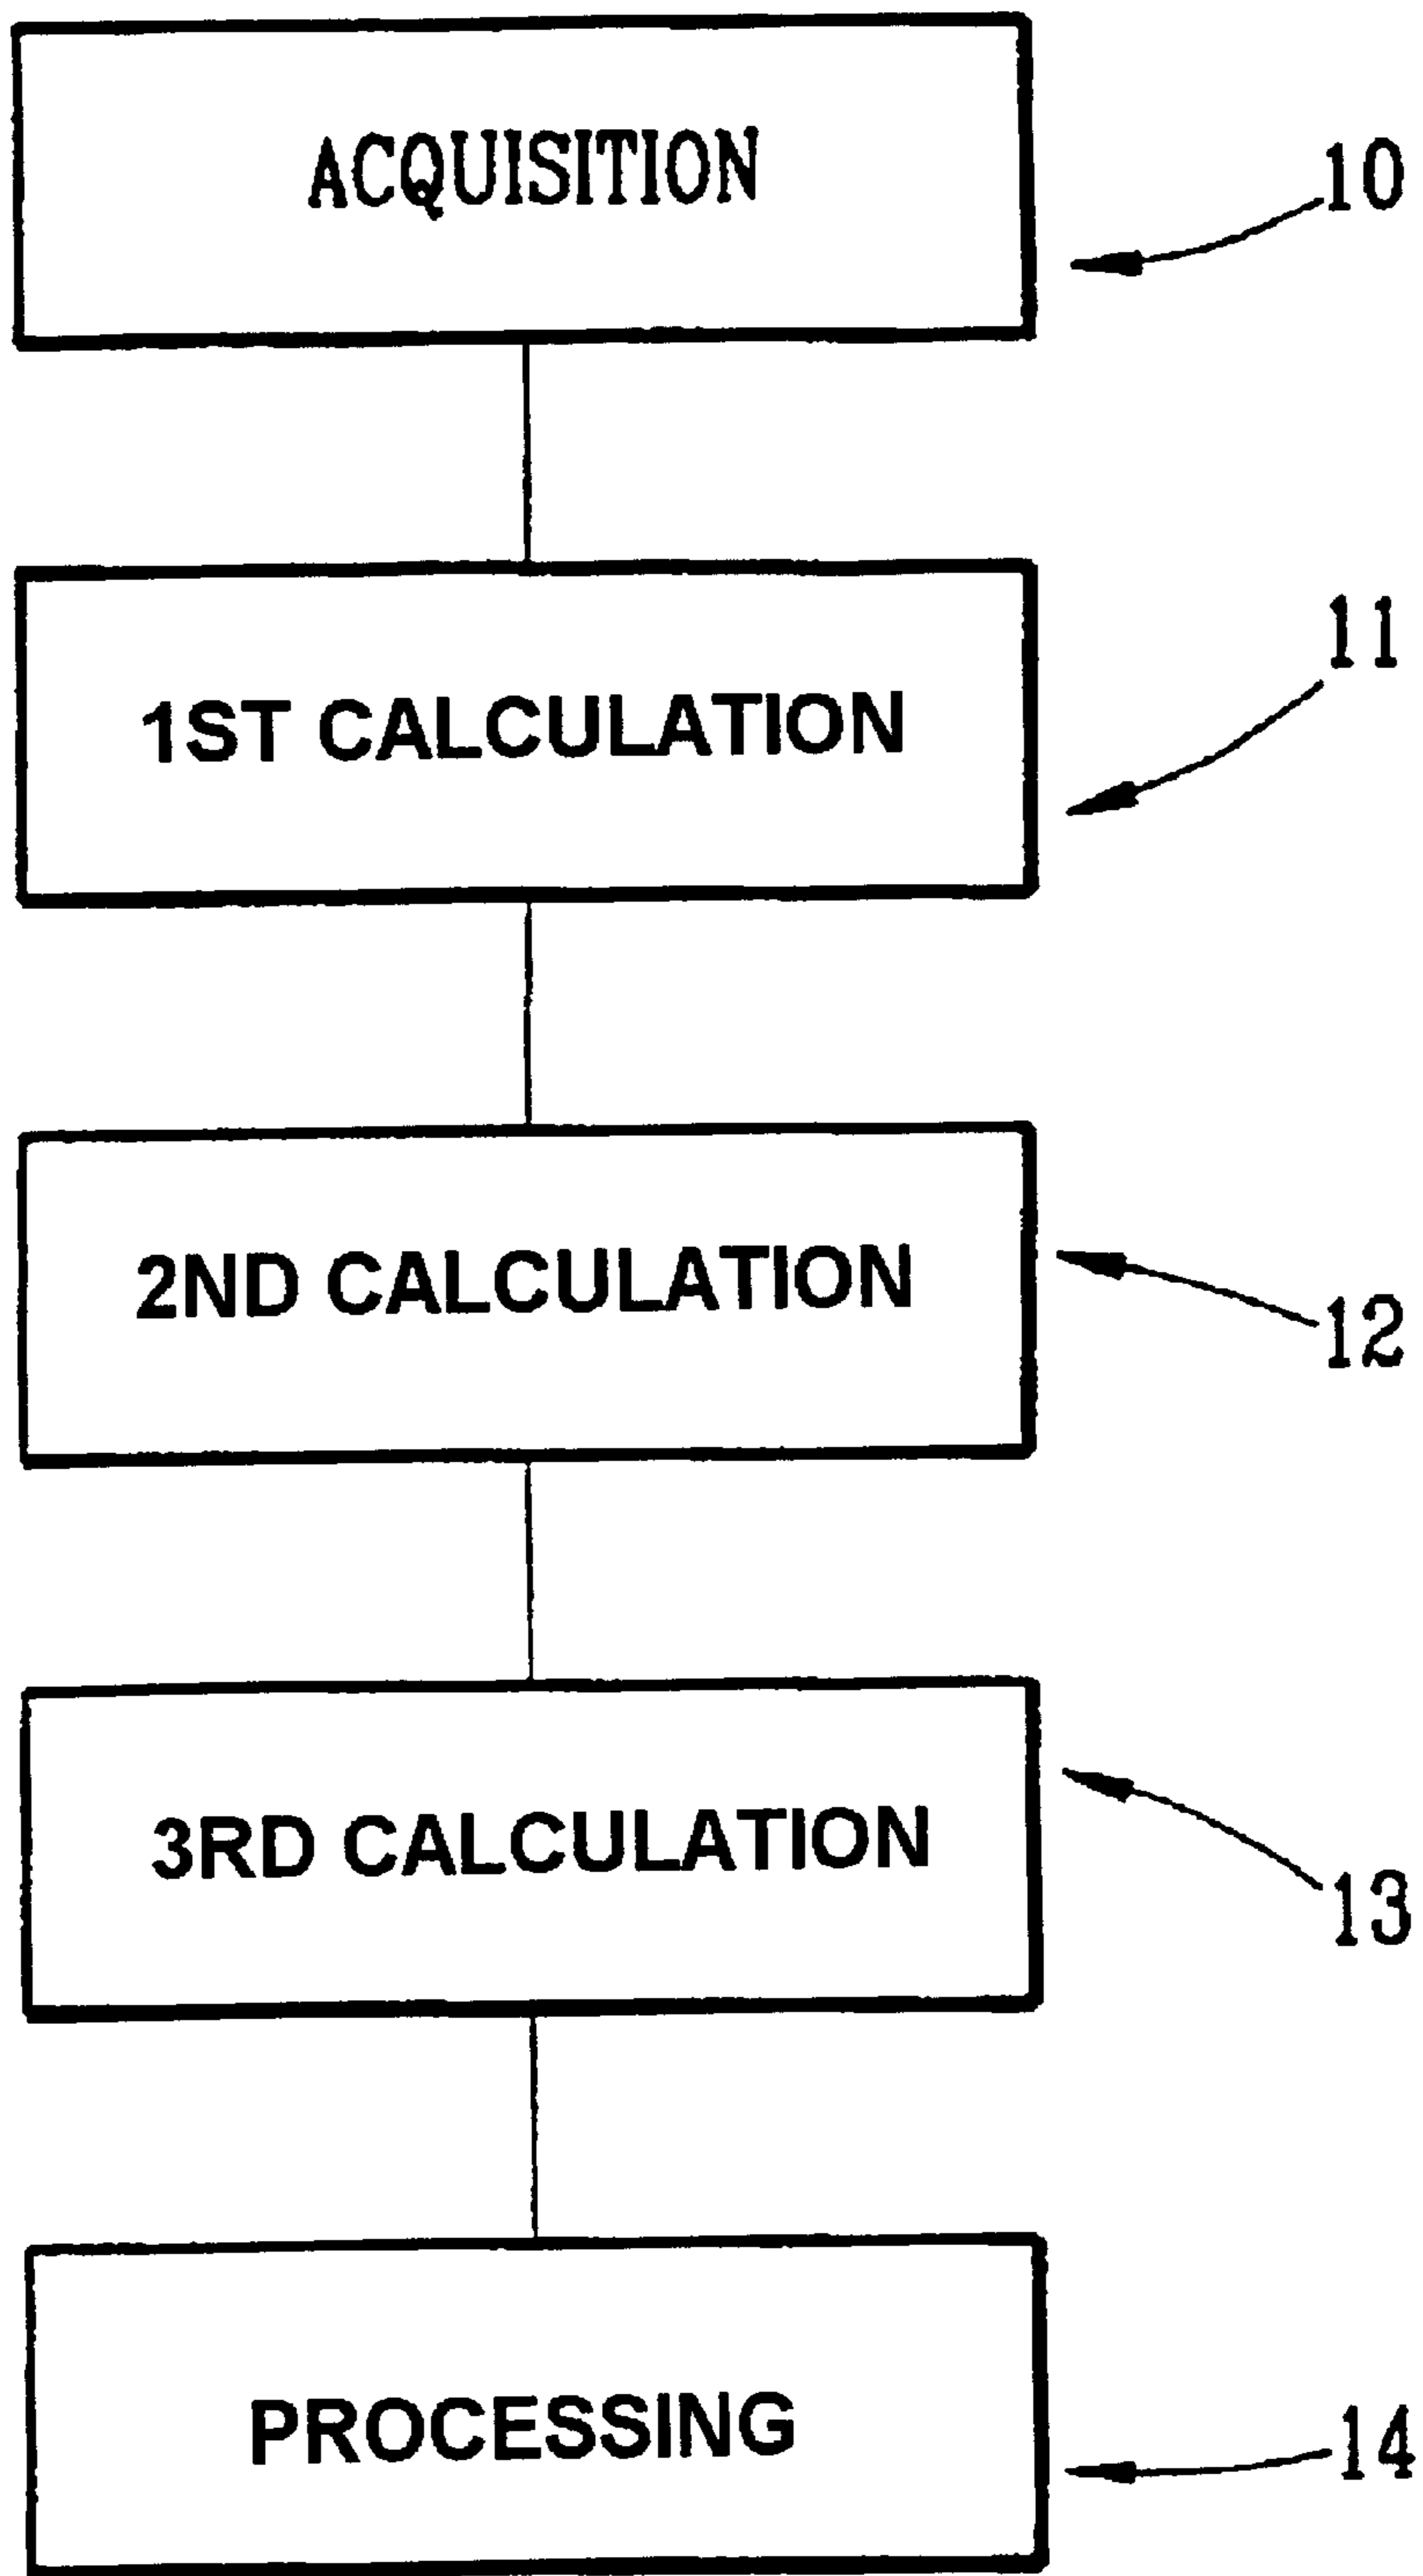 ACQUISITION
10
11
1ST CALCULATION
2ND CALCULATION
12
3RD CALCULATION
13
PROCESSING
14